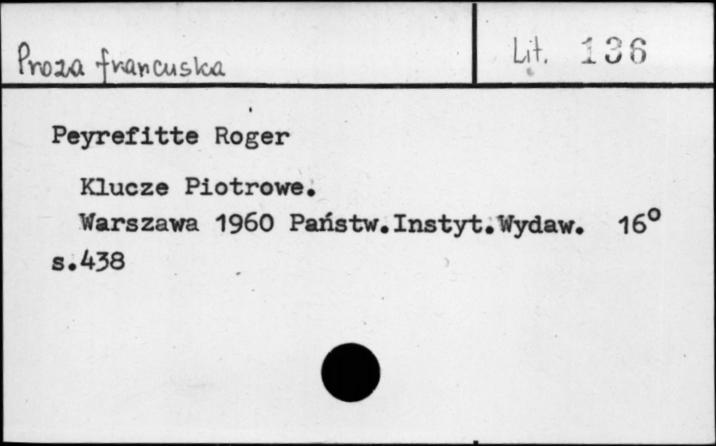 Proza francuska
Lit. 136
Peyrefitte Roger
Klucze Piotrowe.
Warszawa 1960 Państw.Instyt.Wydaw. 16°
s.438